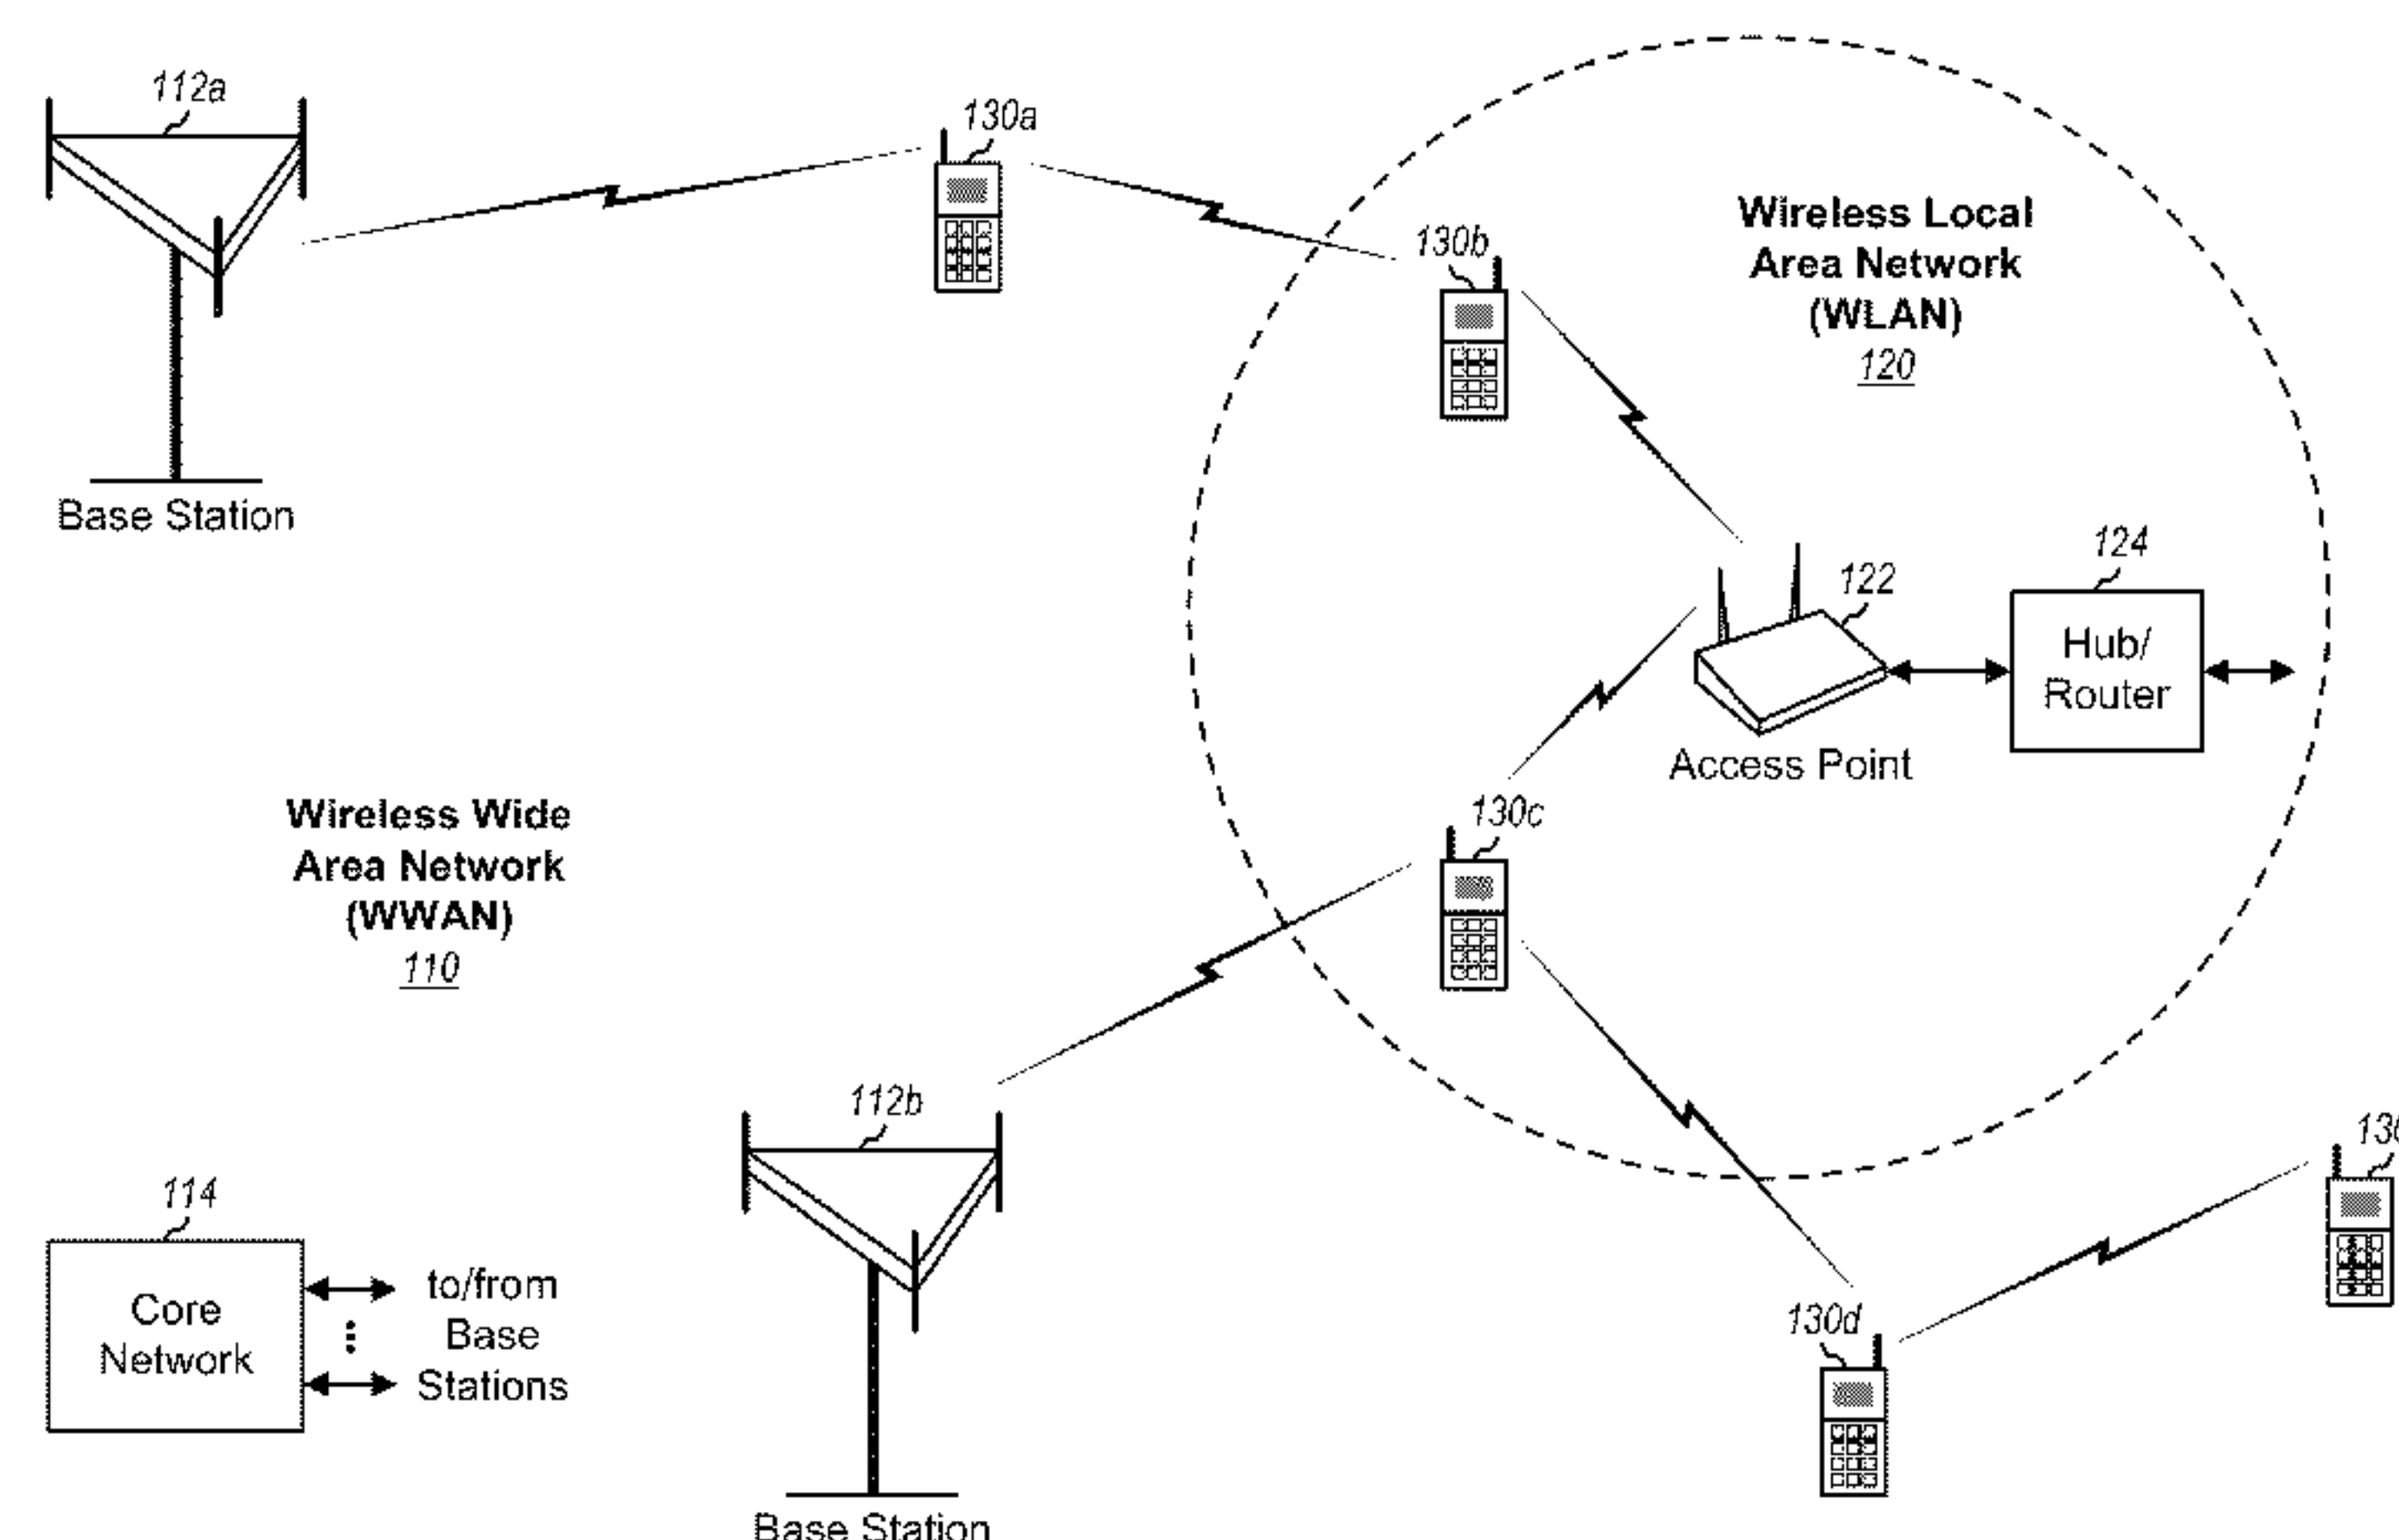 112a
130a
Wireless Local
Area Network
(WLAN)
120
130b
Base Station
124
122
Hub/
Router
Access Point
Wireless Wide
Area Network
(WWAN)
110
130c
112b
114
Core
Network
to/from
Base
Stations
130d
Base Station